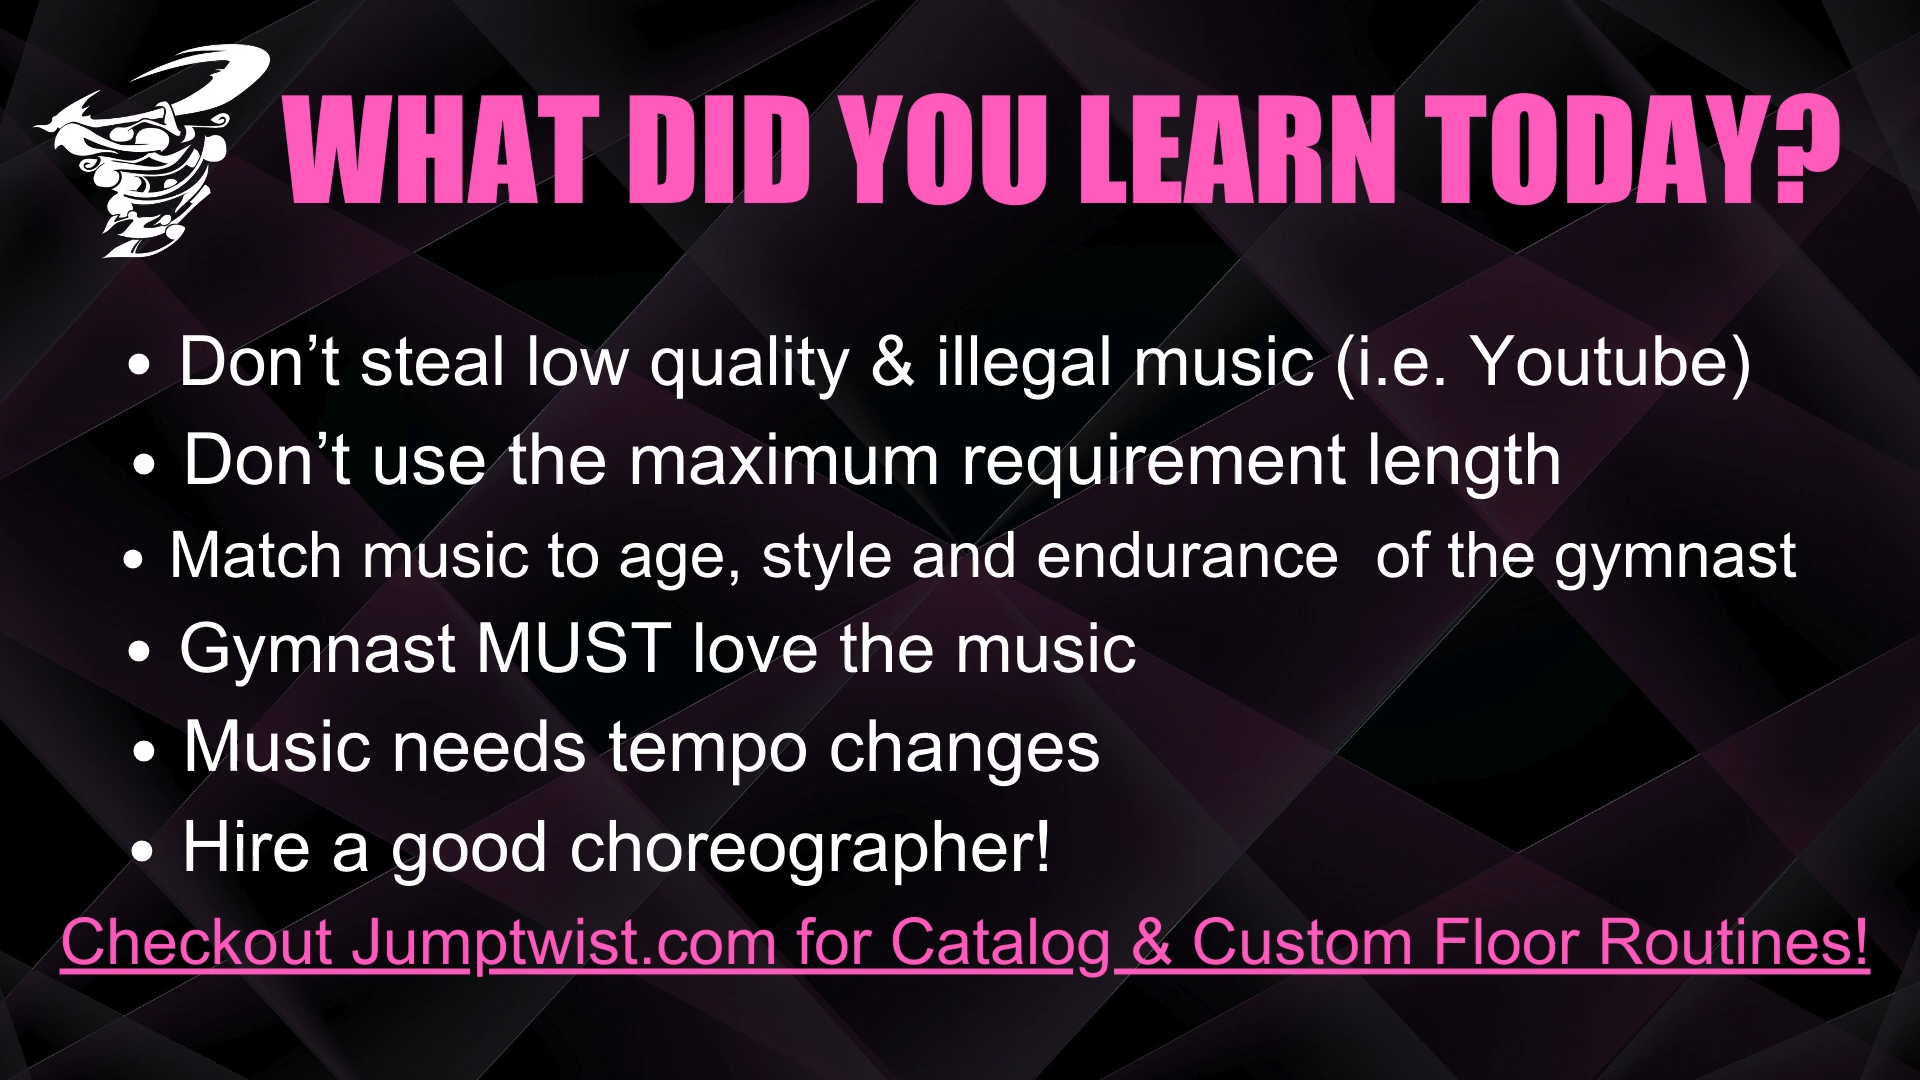 WHAT DID YOU LEARN TODAY?
• Don’t steal low quality & illegal music (i.e. Youtube)
• Don’t use the maximum requirement length
• Match music to age, style and endurance  of the gymnast
• Gymnast MUST love the music
• Music needs tempo changes
• Hire a good choreographer!
Checkout Jumptwist.com for Catalog & Custom Floor Routines!